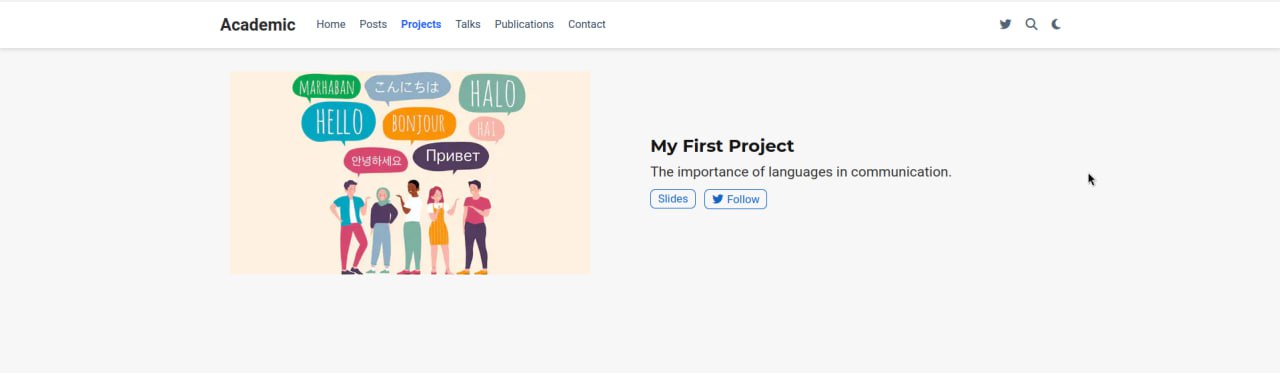 Academic Home Posts Projects Talks Publications Contact
MARHABAN こんにちは HALO
HELLO BONJOUR HAI
안녕하세요 Привет
My First Project
The importance of languages in communication.
Slides Follow